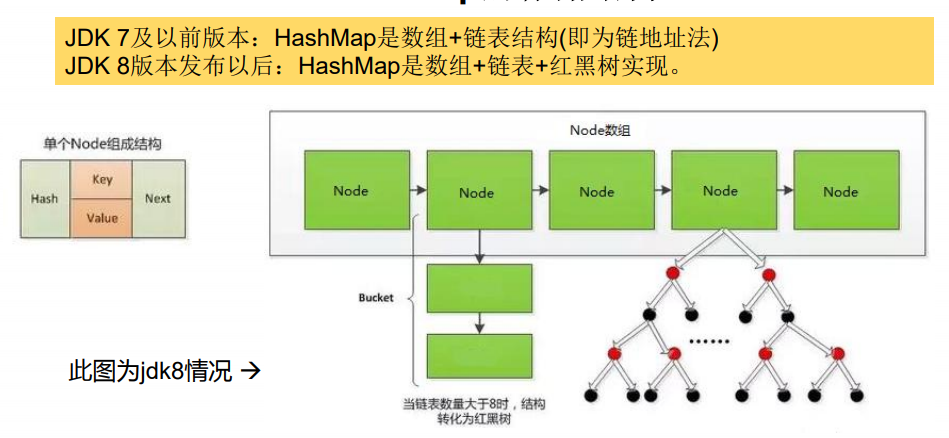 JDK 7及以前版本：HashMap是数组+链表结构(即为链地址法)
JDK 8版本发布以后：HashMap是数组+链表+红黑树实现。
单个Node组成结构
Hash
Key
Value
Next
Node数组
Node
Node
Node
Node
Node
Bucket
······
此图为jdk8情况 →
当链表数量大于8时，结构
转化为红黑树